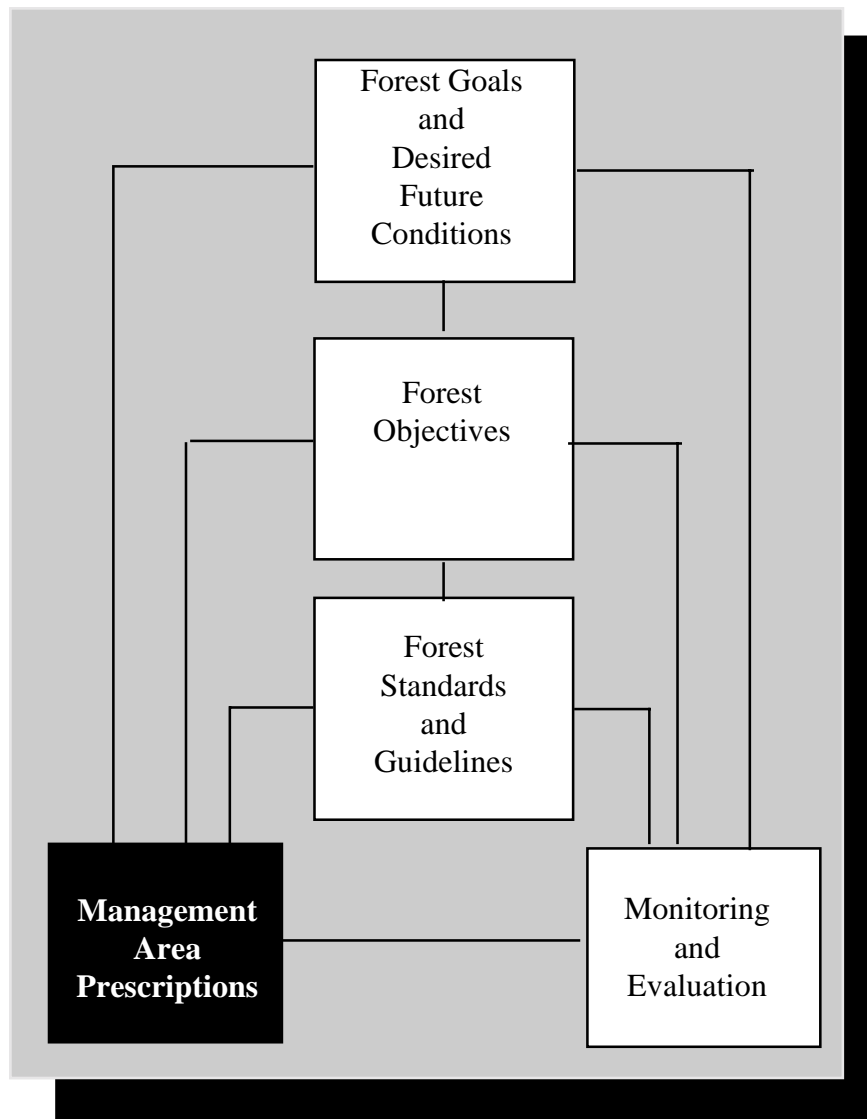 Forest Goals
and
Desired
Future
Conditions
Forest
Objectives
Forest
Standards
and
Guidelines
Management
Area
Prescriptions
Monitoring
and
Evaluation